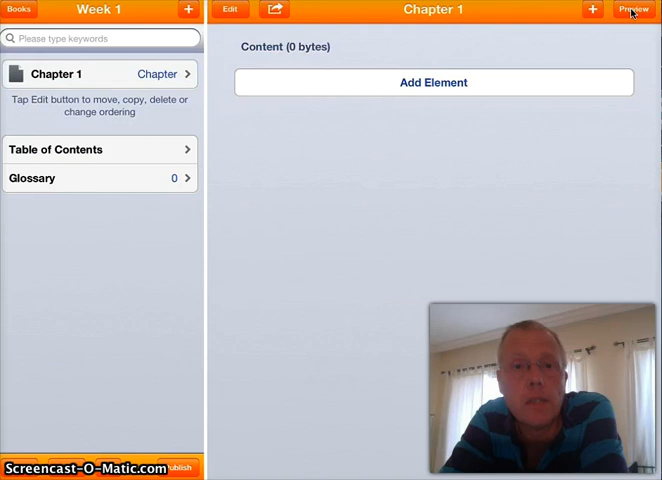 Books
Week 1
+
Edit
Chapter 1
+
Preview
Please type keywords
Content (0 bytes)
Chapter 1
Chapter
Add Element
Tap Edit button to move, copy, delete or
change ordering
Table of Contents
Glossary
0
Screencast-O-Matic.com
ublish